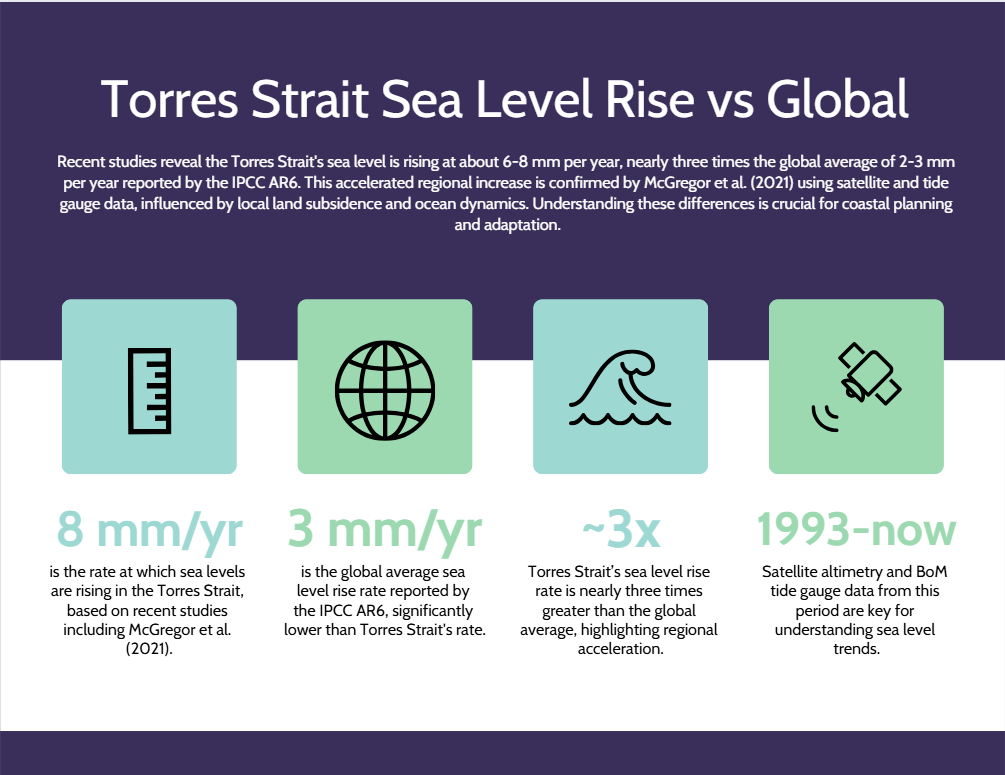 Torres Strait Sea Level Rise vs Global
Recent studies reveal the Torres Strait's sea level is rising at about 6-8 mm per year, nearly three times the global average of 2-3 mm
per year reported by the IPCC AR6. This accelerated regional increase is confirmed by McGregor et al. (2021) using satellite and tide
gauge data, influenced by local land subsidence and ocean dynamics. Understanding these differences is crucial for coastal planning
and adaptation.
8 mm/yr
is the rate at which sea levels
are rising in the Torres Strait,
based on recent studies
including McGregor et al.
(2021).
3 mm/yr
is the global average sea
level rise rate reported by
the IPCC AR6, significantly
lower than Torres Strait's rate.
~3x
Torres Strait's sea level rise
rate is nearly three times
greater than the global
average, highlighting regional
acceleration.
1993-now
Satellite altimetry and BoM
tide gauge data from this
period are key for
understanding sea level
trends.